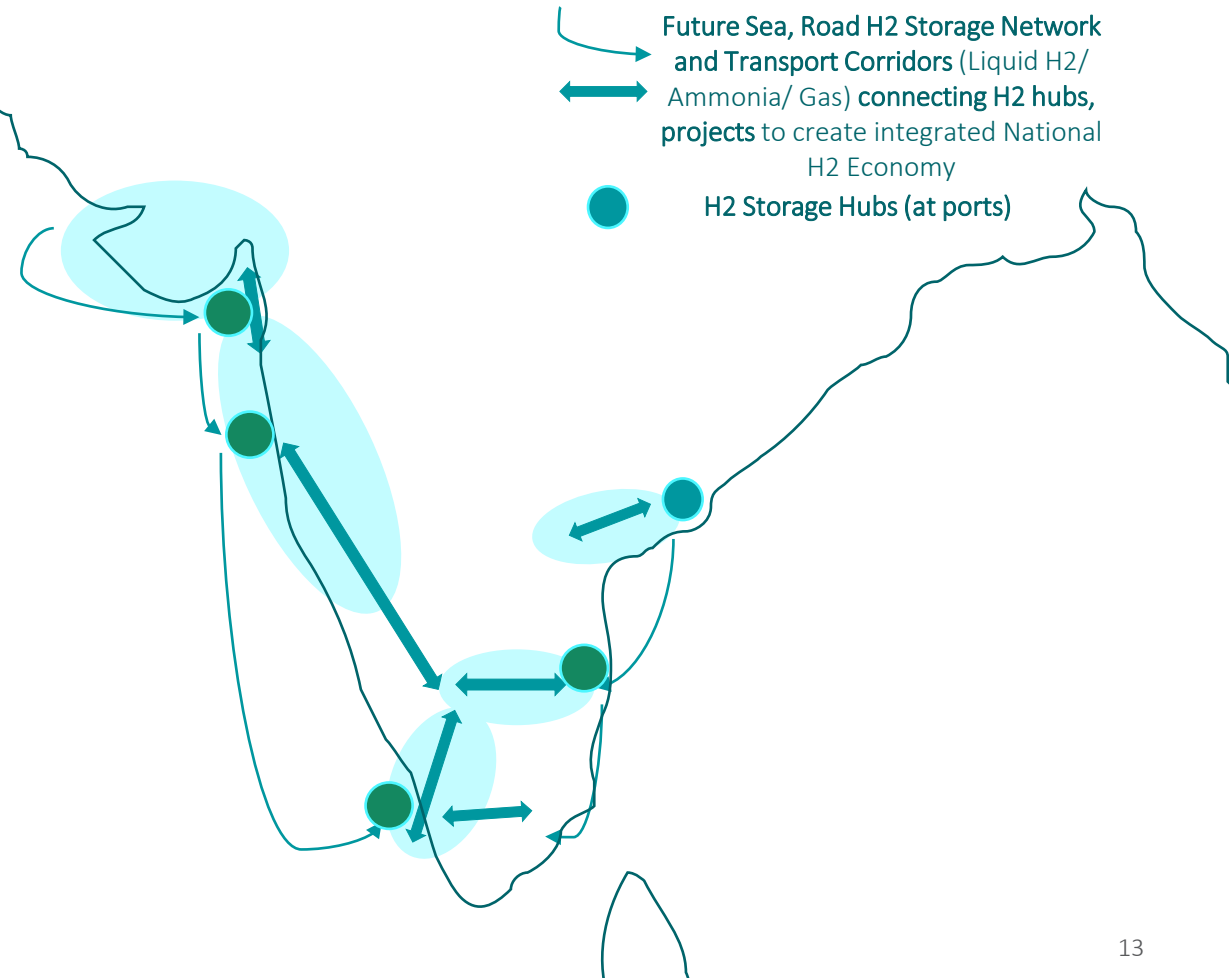 Future Sea, Road H2 Storage Network
and Transport Corridors (Liquid H2/
Ammonia/ Gas) connecting H2 hubs,
projects to create integrated National
H2 Economy
H2 Storage Hubs (at ports)
13